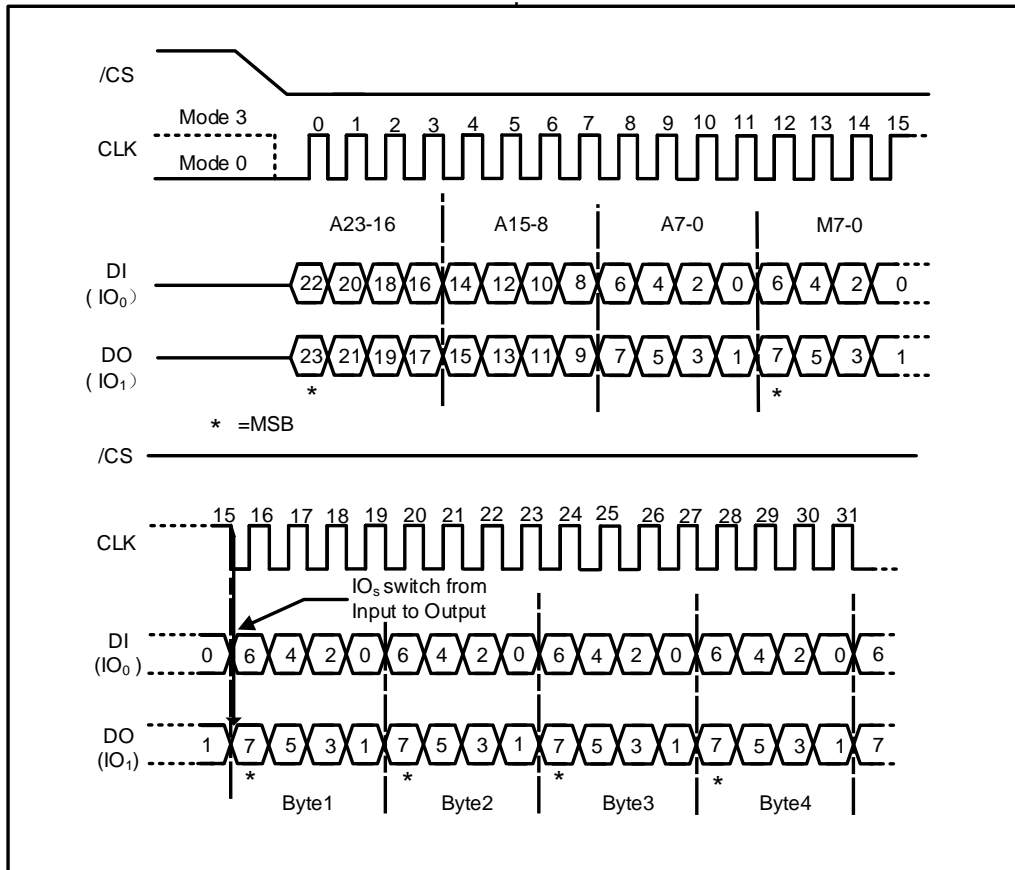 /CS
Mode 3
0 1 2 3 4 5 6 7 8 9 10 11 12 13 14 15
CLK
Mode 0
A23-16 A15-8 A7-0 M7-0
DI
( IO0）
22 20 18 16 14 12 10 8 6 4 2 0 6 4 2 0
DO
( IO1)
23 21 19 17 15 13 11 9 7 5 3 1 7 5 3 1
* *
* =MSB
/CS
15 16 17 18 19 20 21 22 23 24 25 26 27 28 29 30 31
CLK
IOs switch from
Input to Output
DI
(IO0 )
0 6 4 2 0 6 4 2 0 6 4 2 0 6 4 2 0 6
DO
(IO1)
1 7 5 3 1 7 5 3 1 7 5 3 1 7 5 3 1 7
* * * *
Byte1 Byte2 Byte3 Byte4